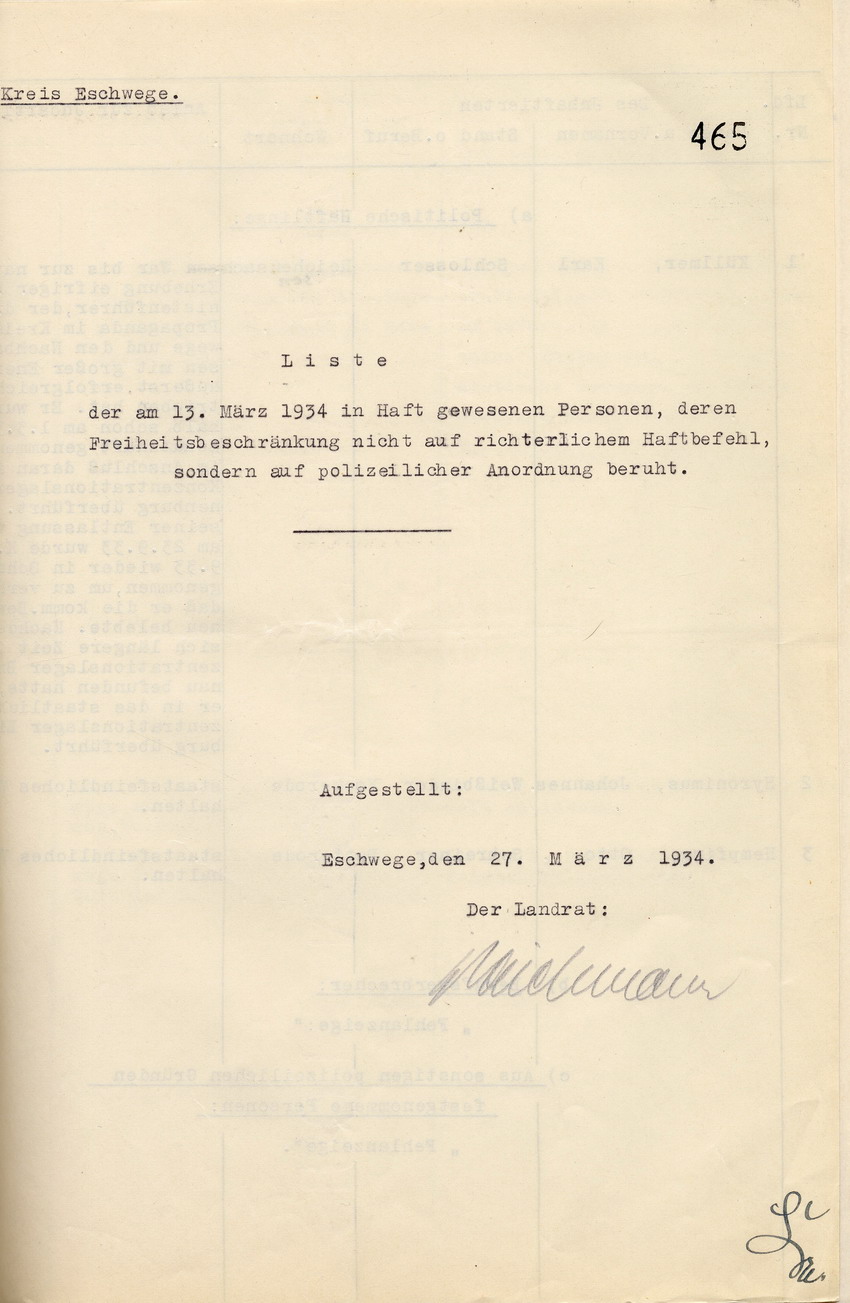 Kreis Eschwege.
465
L i s t e
der am 13. März 1934 in Haft gewesenen Personen, deren
Freiheitsbeschränkung nicht auf richterlichem Haftbefehl,
sondern auf polizeilicher Anordnung beruht.
Aufgestellt:
Eschwege,den 27. M ä r z 1934.
Der Landrat: